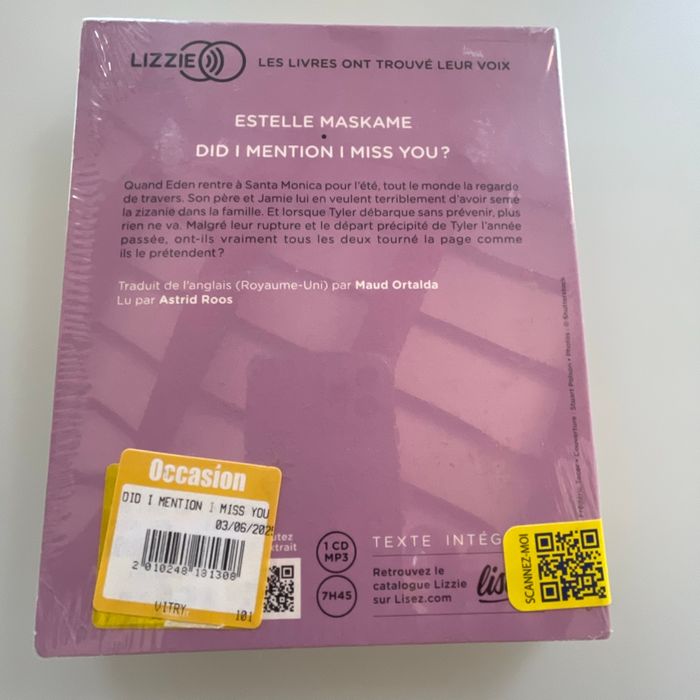 LIZZIE
LES LIVRES ONT TROUVÉ LEUR VOIX
ESTELLE MASKAME
•
DID I MENTION I MISS YOU?
Quand Eden rentre à Santa Monica pour l'été, tout le monde la regarde
de travers. Son père et Jamie lui en veulent terriblement d'avoir semé
la zizanie dans la famille. Et lorsque Tyler débarque sans prévenir, plus
rien ne va. Malgré leur rupture et le départ précipité de Tyler l'année
passée, ont-ils vraiment tous les deux tourné la page comme
ils le prétendent ?
Traduit de l'anglais (Royaume-Uni) par Maud Ortalda
Lu par Astrid Roos
Couverture : Stuart Polson • Photos : © Shutterstock
Occasion
DID I MENTION I MISS YOU
03/06/202
2 010248 181308
VITRY 101
1 CD
MP3
7H45
TEXTE
Retrouvez le
catalogue Lizzie
sur Lisez.com
SCANNEZ-MOI